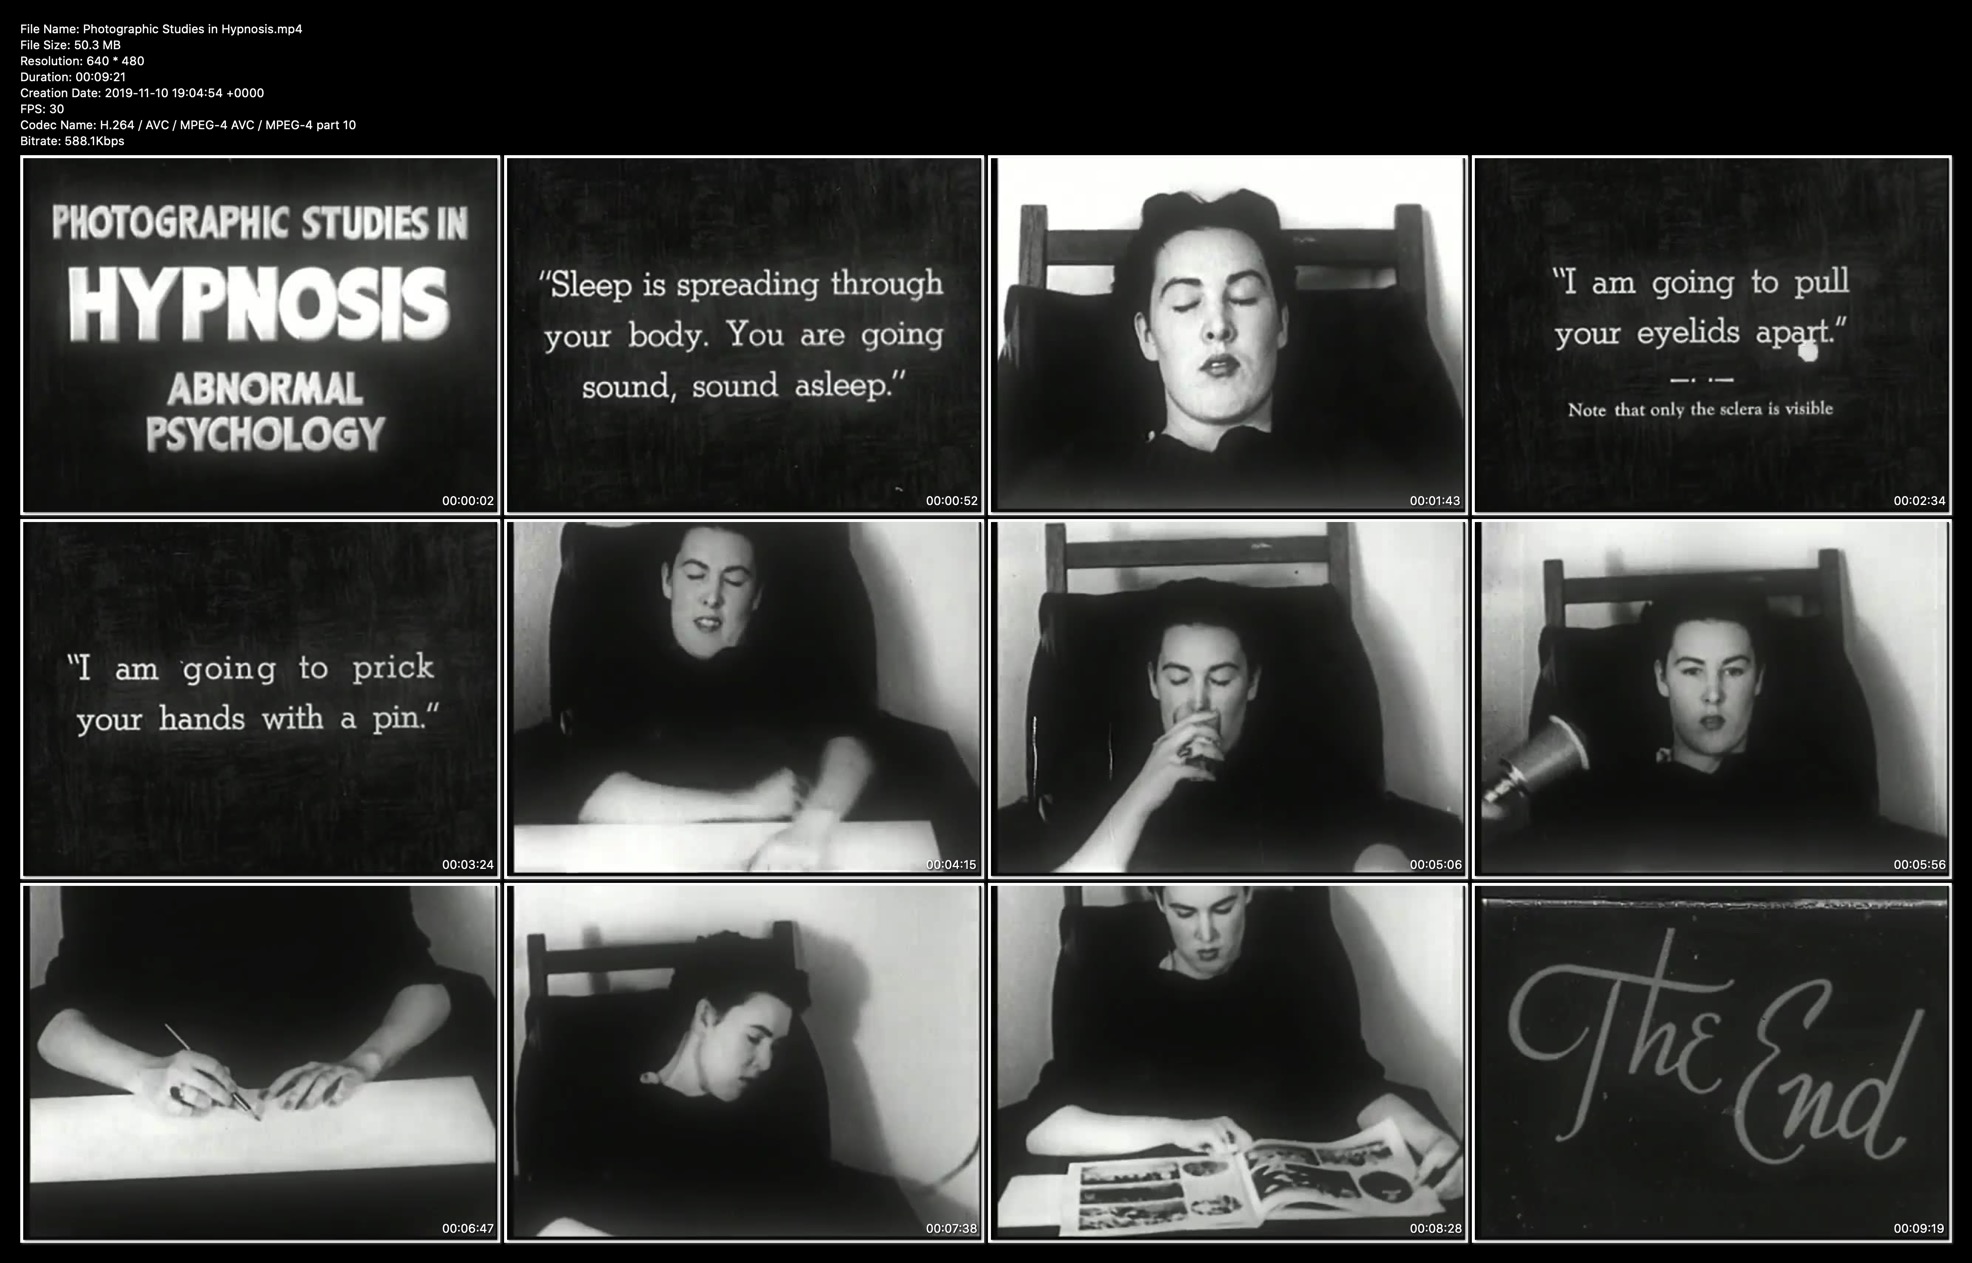 File Name: Photographic Studies in Hypnosis.mp4
File Size: 50.3 MB
Resolution: 640 * 480
Duration: 00:09:21
Creation Date: 2019-11-10 19:04:54 +0000
FPS: 30
Codec Name: H.264 / AVC / MPEG-4 AVC / MPEG-4 part 10
Bitrate: 588.1Kbps
PHOTOGRAPHIC STUDIES IN
HYPNOSIS
ABNORMAL
PSYCHOLOGY
00:00:02
"Sleep is spreading through
your body. You are going
sound, sound asleep."
00:00:52
00:01:43
"I am going to pull
your eyelids apart."
Note that only the sclera is visible
00:02:34
"I am going to prick
your hands with a pin."
00:03:24
00:04:15
00:05:06
00:05:56
00:06:47
00:07:38
00:08:28
The End
00:09:19